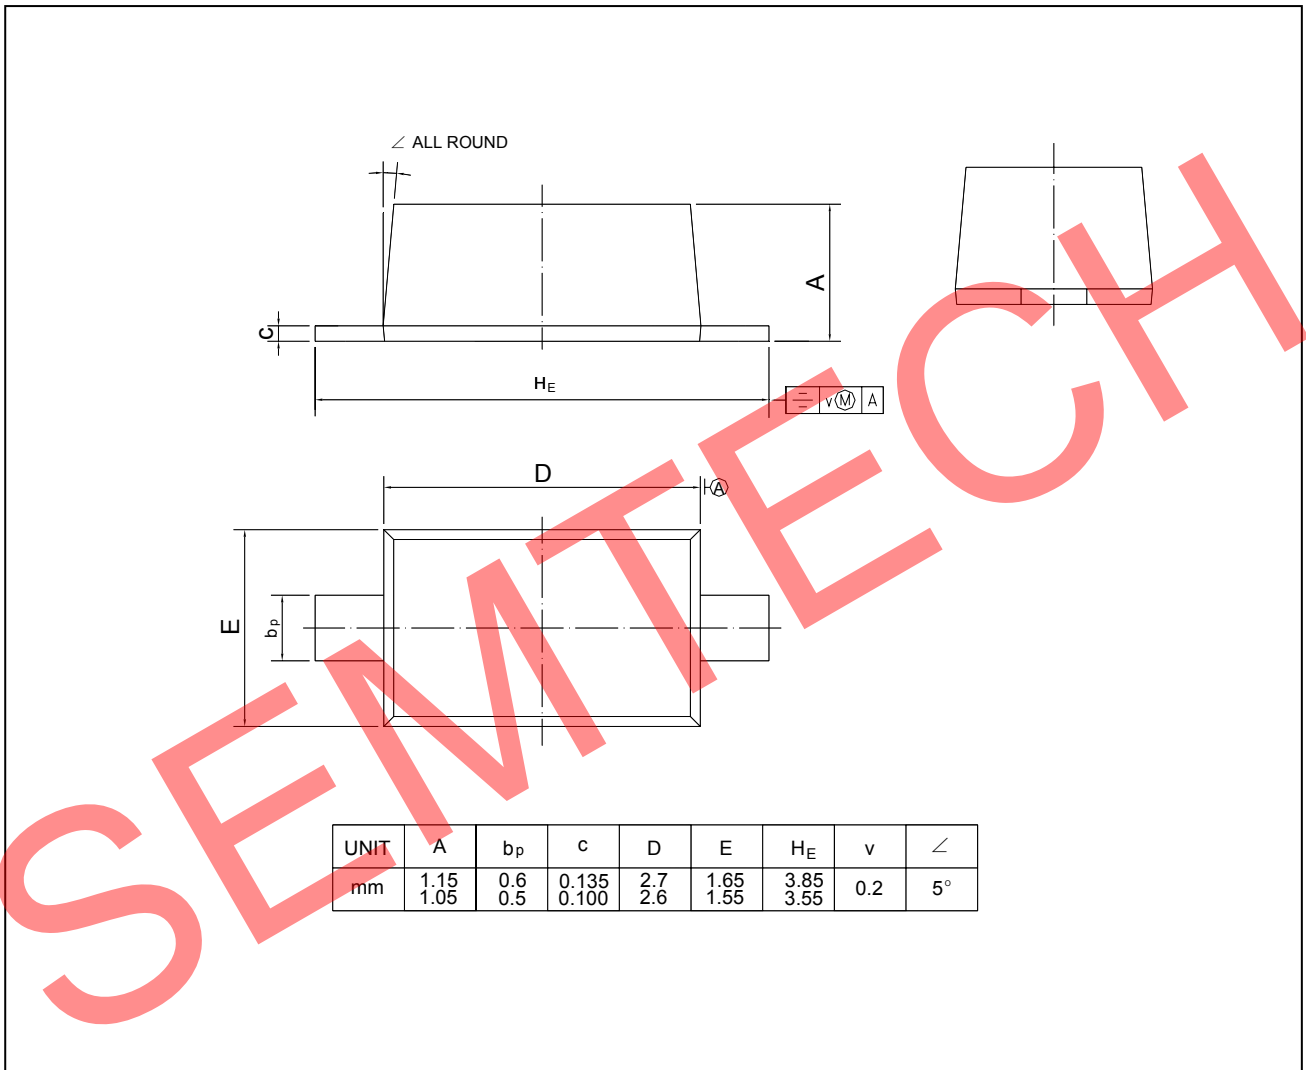 ∠ ALL ROUND
A
c
HE
v Ⓜ A
D
A
E
bp
UNIT A bp c D E HE v ∠
mm 1.15 0.6 0.135 2.7 1.65 3.85 0.2 5°
1.05 0.5 0.100 2.6 1.55 3.55
SEMTECH